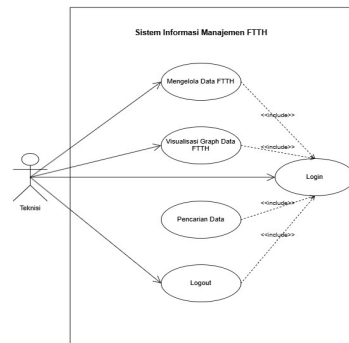 Sistem Informasi Manajemen FTTH
Mengelola Data FTTH
<<include>>
Visualisasi Graph Data
FTTH
<<include>>
Login
Teknisi
Pencarian Data
<<include>>
<<include>>
Logout